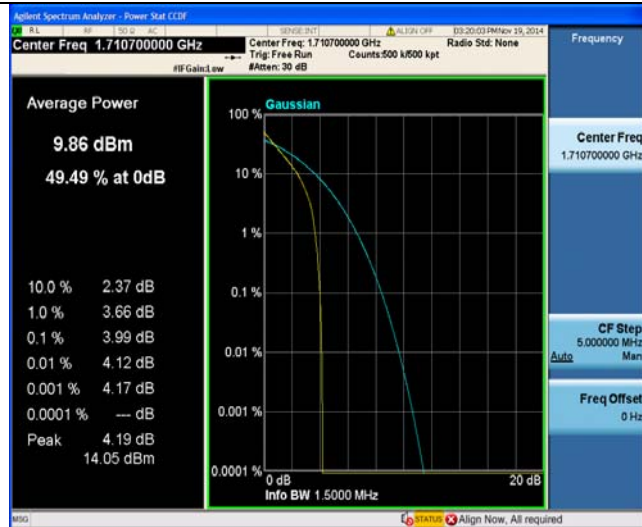 Agilent Spectrum Analyzer - Power Stat CCDF
RL RF 50 Ω AC SENSE:INT ALIGN OFF 03:20:03 PM Nov 19, 2014
Center Freq 1.710700000 GHz
Center Freq: 1.710700000 GHz Radio Std: None
Trig: Free Run Counts:500 k/500 kpt
#IFGain:Low #Atten: 30 dB
Frequency
Average Power
9.86 dBm
49.49 % at 0dB
10.0 % 2.37 dB
1.0 % 3.66 dB
0.1 % 3.99 dB
0.01 % 4.12 dB
0.001 % 4.17 dB
0.0001 % --- dB
Peak 4.19 dB
14.05 dBm
Gaussian
100 %
10 %
1 %
0.1 %
0.01 %
0.001 %
0.0001 %
0 dB 20 dB
Info BW 1.5000 MHz
Center Freq
1.710700000 GHz
CF Step
5.000000 MHz
Auto Man
Freq Offset
0 Hz
MSG STATUS Align Now, All required